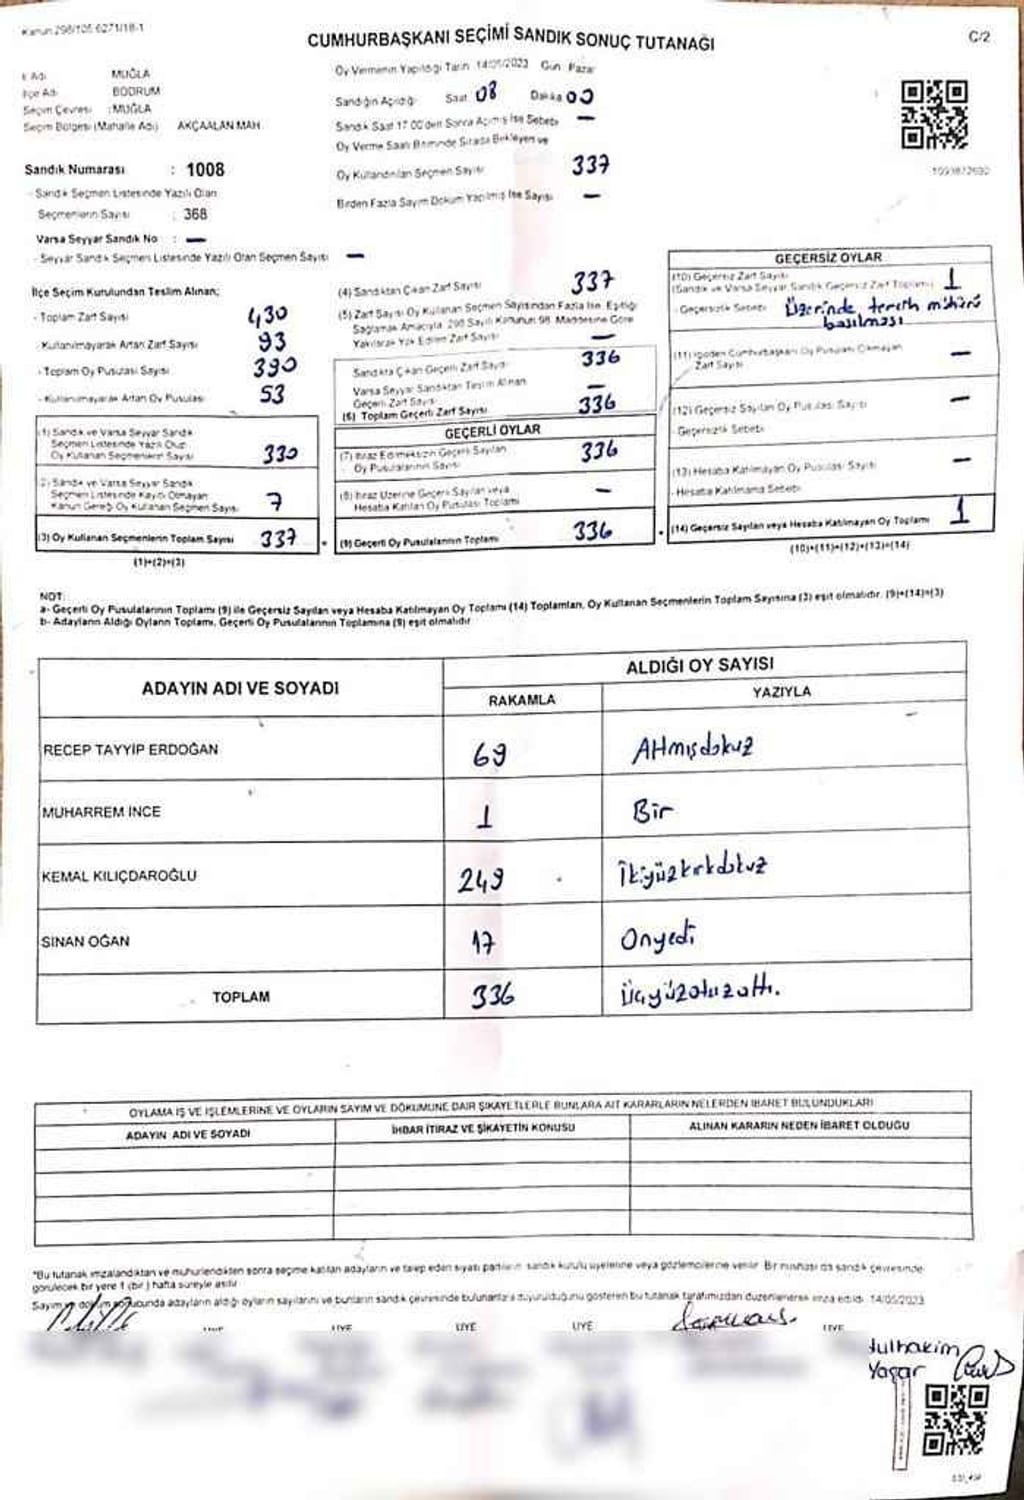 Kanun 298/105 6271/18-1
CUMHURBAŞKANI SEÇİMİ SANDIK SONUÇ TUTANAĞI
C/2
İl Adı MUĞLA
İlçe Adı BODRUM
Seçim Çevresi : MUĞLA
Seçim Bölgesi (Mahalle Adı) AKÇAALAN MAH
Oy Vermenin Yapıldığı Tarih 14/05/2023 Gün Pazar
Sandığın Açıldığı Saat 08 Dakika 00
Sandık Saat 17.00'den Sonra Açılmış İse Sebebi —
Oy Verme Saati Bitiminde Sırada Bekleyen ve
Oy Kullandırılan Seçmen Sayısı 337
Birden Fazla Sayım Döküm Yapılmış İse Sayısı —
Sandık Numarası : 1008
- Sandık Seçmen Listesinde Yazılı Olan
Seçmenlerin Sayısı : 368
Varsa Seyyar Sandık No : —
- Seyyar Sandık Seçmen Listesinde Yazılı Olan Seçmen Sayısı —
İlçe Seçim Kurulundan Teslim Alınan;
- Toplam Zarf Sayısı 430
- Kullanılmayarak Artan Zarf Sayısı 93
- Toplam Oy Pusulası Sayısı 390
- Kullanılmayarak Artan Oy Pusulası 53
(1) Sandık ve Varsa Seyyar Sandık
Seçmen Listesinde Yazılı Olup
Oy Kullanan Seçmenlerin Sayısı 330
(2) Sandık ve Varsa Seyyar Sandık
Seçmen Listesinde Kayıtlı Olmayan
Kanun Gereği Oy Kullanan Seçmen Sayısı 7
(3) Oy Kullanan Seçmenlerin Toplam Sayısı 337
(1)+(2)=(3)
(4) Sandıktan Çıkan Zarf Sayısı 337
(5) Zarf Sayısı Oy Kullanan Seçmen Sayısından Fazla İse, Eşitliği
Sağlamak Amacıyla, 298 Sayılı Kanunun 98. Maddesine Göre
Yakılarak Yok Edilen Zarf Sayısı —
Sandıkta Çıkan Geçerli Zarf Sayısı 336
Varsa Seyyar Sandıktan Teslim Alınan
Geçerli Zarf Sayısı —
(6) Toplam Geçerli Zarf Sayısı 336
GEÇERLİ OYLAR
(7) İtiraz Edilmeksizin Geçerli Sayılan
Oy Pusulalarının Sayısı 336
(8) İtiraz Üzerine Geçerli Sayılan veya
Hesaba Katılan Oy Pusulası Toplamı —
(9) Geçerli Oy Pusulalarının Toplamı 336
GEÇERSİZ OYLAR
(10) Geçersiz Zarf Sayısı
(Sandık ve Varsa Seyyar Sandık Geçersiz Zarf Toplamı) 1
- Geçersizlik Sebebi Üzerinde tercih mühürü
basılması
(11) İçinden Cumhurbaşkanı Oy Pusulası Çıkmayan
Zarf Sayısı —
(12) Geçersiz Sayılan Oy Pusulası Sayısı —
- Geçersizlik Sebebi
(13) Hesaba Katılmayan Oy Pusulası Sayısı —
- Hesaba Katılmama Sebebi
(14) Geçersiz Sayılan veya Hesaba Katılmayan Oy Toplamı 1
(10)+(11)+(12)+(13)=(14)
NOT:
a- Geçerli Oy Pusulalarının Toplamı (9) ile Geçersiz Sayılan veya Hesaba Katılmayan Oy Toplamı (14) Toplamları, Oy Kullanan Seçmenlerin Toplam Sayısına (3) eşit olmalıdır. (9)+(14)=(3)
b- Adayların Aldığı Oyların Toplamı, Geçerli Oy Pusulalarının Toplamına (9) eşit olmalıdır
ADAYIN ADI VE SOYADI
ALDIĞI OY SAYISI
RAKAMLA YAZIYLA
RECEP TAYYİP ERDOĞAN 69 Altmışdokuz
MUHARREM İNCE 1 Bir
KEMAL KILIÇDAROĞLU 249 İkiyüzkırkdokuz
SİNAN OĞAN 17 Onyedi
TOPLAM 336 Üçyüzotuzaltı.
OYLAMA İŞ VE İŞLEMLERİNE VE OYLARIN SAYIM VE DÖKÜMÜNE DAİR ŞİKAYETLERLE BUNLARA AİT KARARLARIN NELERDEN İBARET BULUNDUKLARI
ADAYIN ADI VE SOYADI İHBAR İTİRAZ VE ŞİKAYETİN KONUSU ALINAN KARARIN NEDEN İBARET OLDUĞU
*Bu tutanak imzalandıktan ve mühürlendikten sonra seçime katılan adayların ve talep eden siyasi partilerin sandık kurulu üyelerine veya gözlemcilerine verilir. Bir nüshası da sandık çevresinde
görülecek bir yere 1 (bir) hafta süreyle asılır
Sayım ve döküm sonucunda adayların aldığı oyların sayılarını ve bunların sandık çevresinde bulunanlara duyurulduğunu gösteren bu tutanak tarafımızdan düzenlenerek imza edildi. 14/05/2023
ÜYE ÜYE ÜYE ÜYE
dulhakim
Yaşar